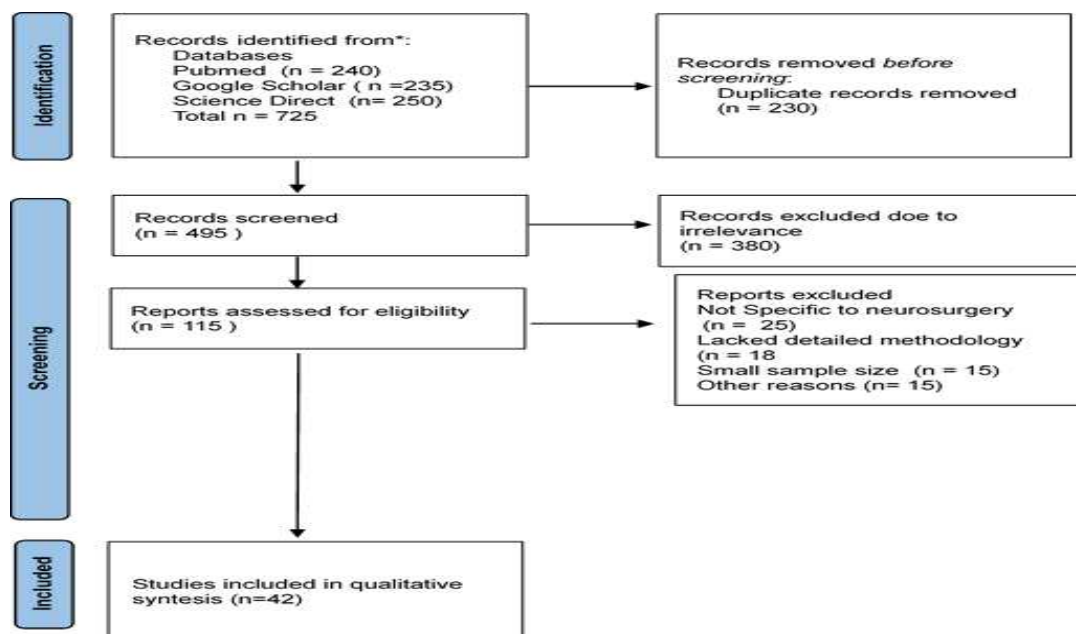 Identification
Records identified from*:
Databases
Pubmed (n = 240)
Google Scholar ( n =235)
Science Direct (n= 250)
Total n = 725
Records removed before
screening:
Duplicate records removed
(n = 230)
Screening
Records screened
(n = 495 )
Records excluded doe to
irrelevance
(n = 380)
Reports assessed for eligibility
(n = 115 )
Reports excluded
Not Specific to neurosurgery
(n = 25)
Lacked detailed methodology
(n = 18
Small sample size (n = 15)
Other reasons (n= 15)
Included
Studies included in qualitative
syntesis (n=42)